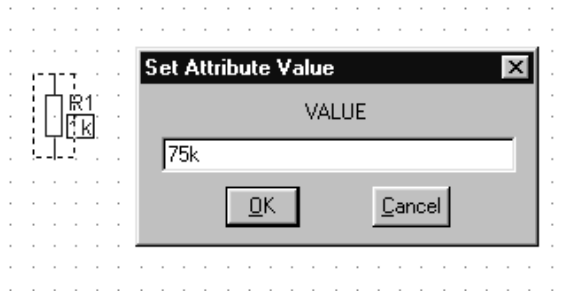 Set Attribute Value
R1
1k
VALUE
75k
OK
Cancel